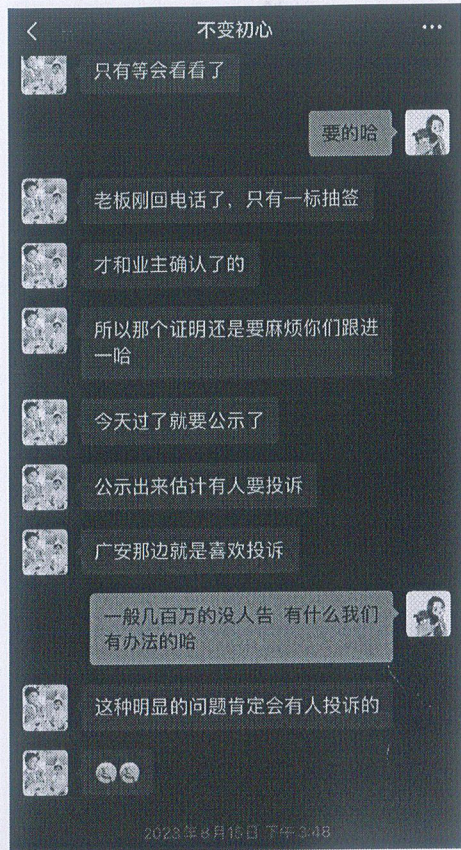 不变初心
只有等会看看了
要的哈
老板刚回电话了，只有一标抽签
才和业主确认了的
所以那个证明还是要麻烦你们跟进
一哈
今天过了就要公示了
公示出来估计有人要投诉
广安那边就是喜欢投诉
一般几百万的没人告 有什么我们
有办法的哈
这种明显的问题肯定会有人投诉的
2023年8月15日 下午3:48